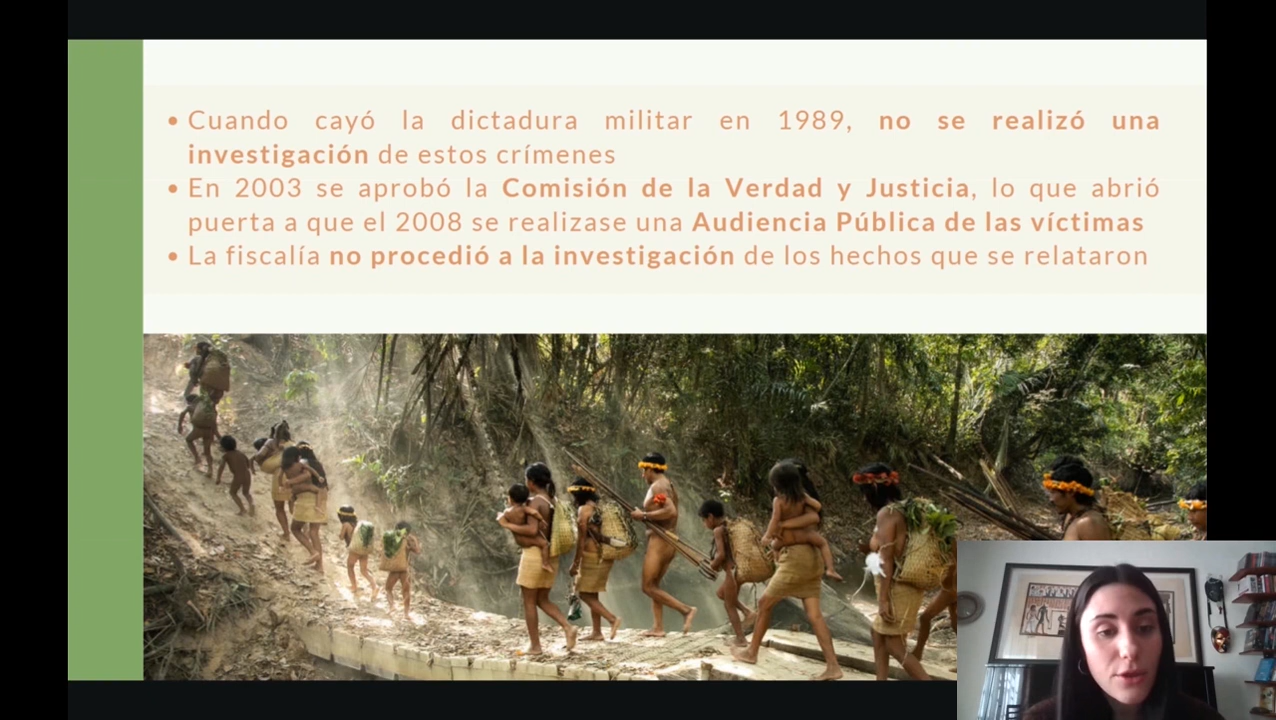 • Cuando cayó la dictadura militar en 1989, no se realizó una
investigación de estos crímenes
• En 2003 se aprobó la Comisión de la Verdad y Justicia, lo que abrió
puerta a que el 2008 se realizase una Audiencia Pública de las víctimas
• La fiscalía no procedió a la investigación de los hechos que se relataron